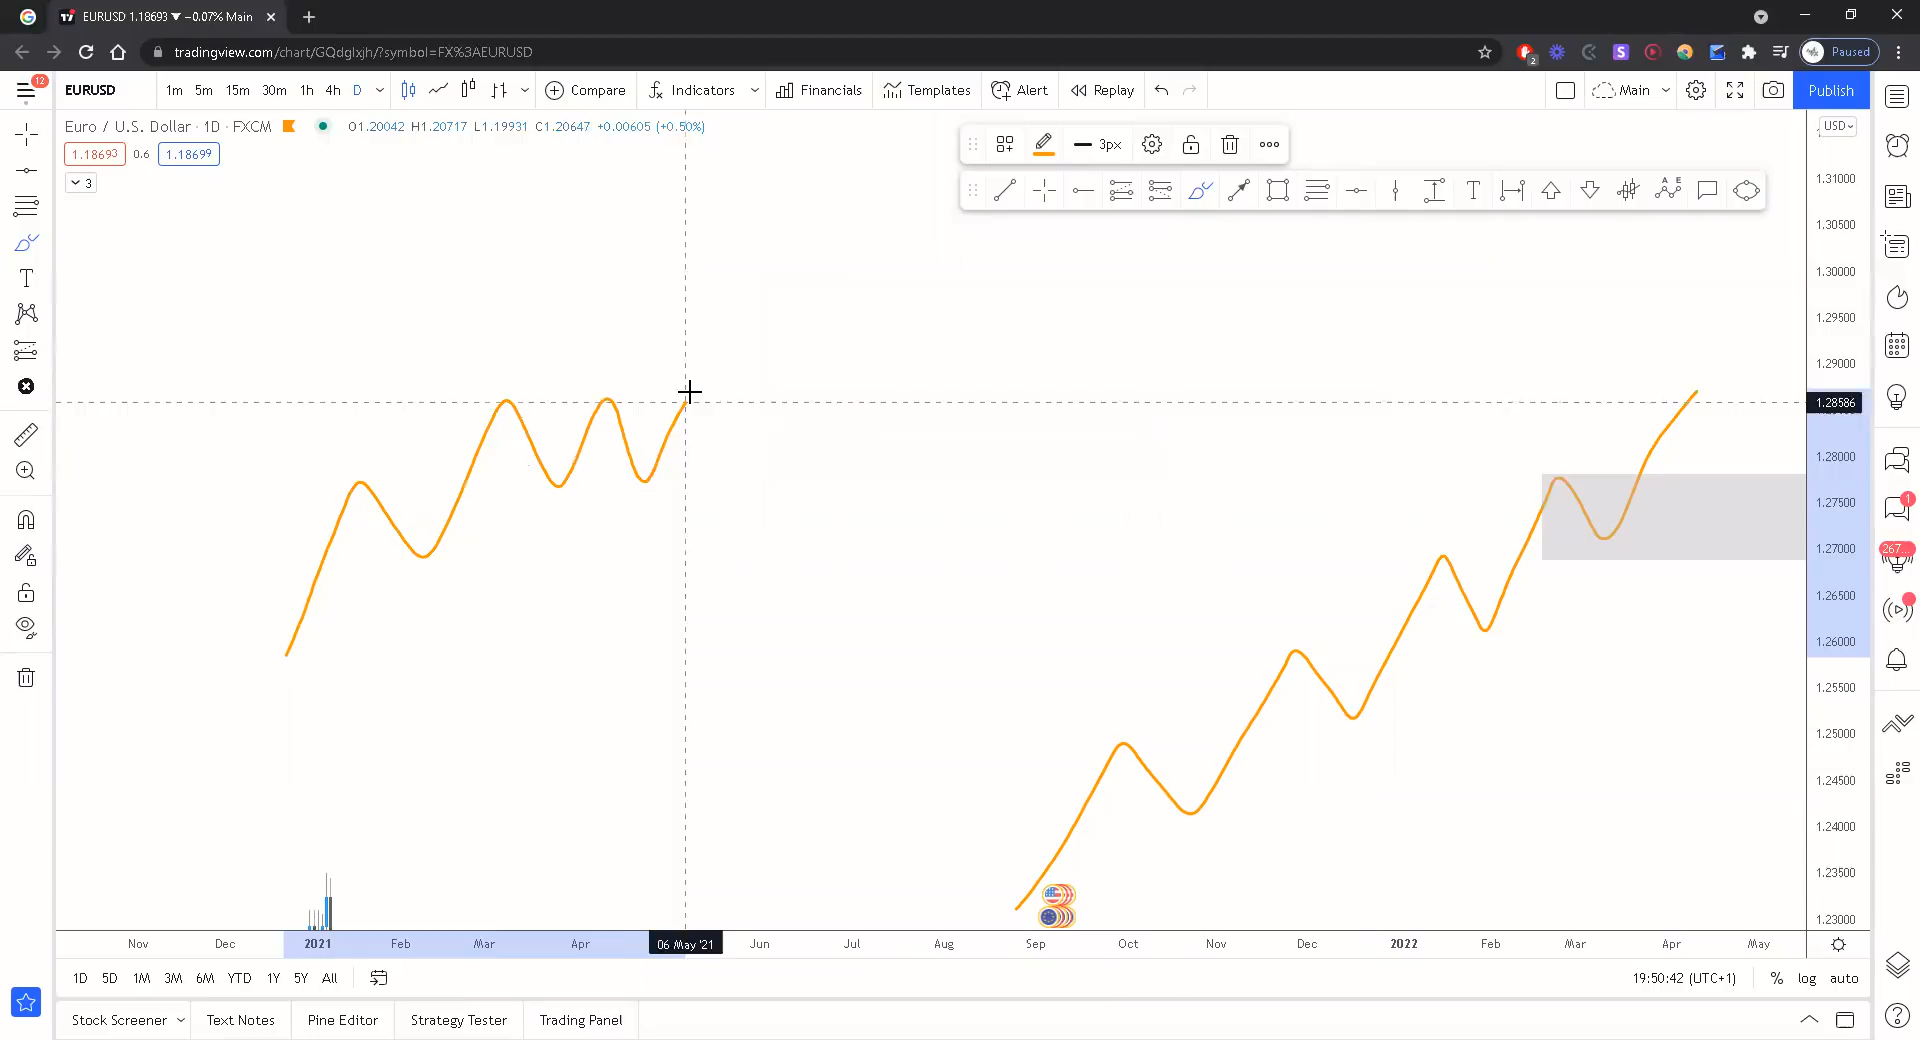 EURUSD 1.18693 ▼ −0.07% Main
tradingview.com/chart/GQdglxjh/?symbol=FX%3AEURUSD
2
Paused
12
EURUSD 1m 5m 15m 30m 1h 4h D Compare Indicators Financials Templates Alert Replay Main Publish
Euro / U.S. Dollar · 1D · FXCM O1.20042 H1.20717 L1.19931 C1.20647 +0.00605 (+0.50%)
USD
3px
1.18693 0.6 1.18699
3
T
A E
T
1.31000
1.30500
1.30000
1.29500
1.29000
1.28586
1.28000
1.27500
1
1.27000
267...
1.26500
1.26000
1.25500
1.25000
1.24500
1.24000
1.23500
1.23000
Nov Dec 2021 Feb Mar Apr 06 May '21 Jun Jul Aug Sep Oct Nov Dec 2022 Feb Mar Apr May
1D 5D 1M 3M 6M YTD 1Y 5Y All 19:50:42 (UTC+1) % log auto
Stock Screener Text Notes Pine Editor Strategy Tester Trading Panel